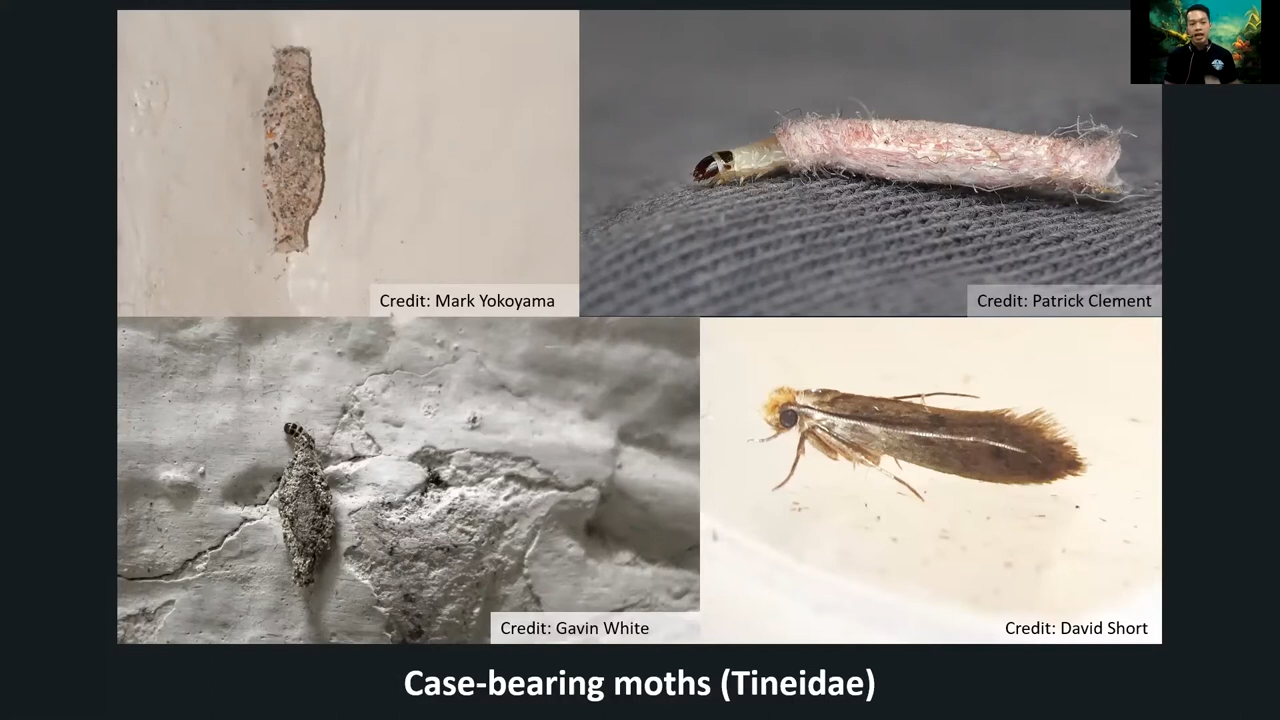 Credit: Mark Yokoyama
Credit: Patrick Clement
Credit: Gavin White
Credit: David Short
Case-bearing moths (Tineidae)